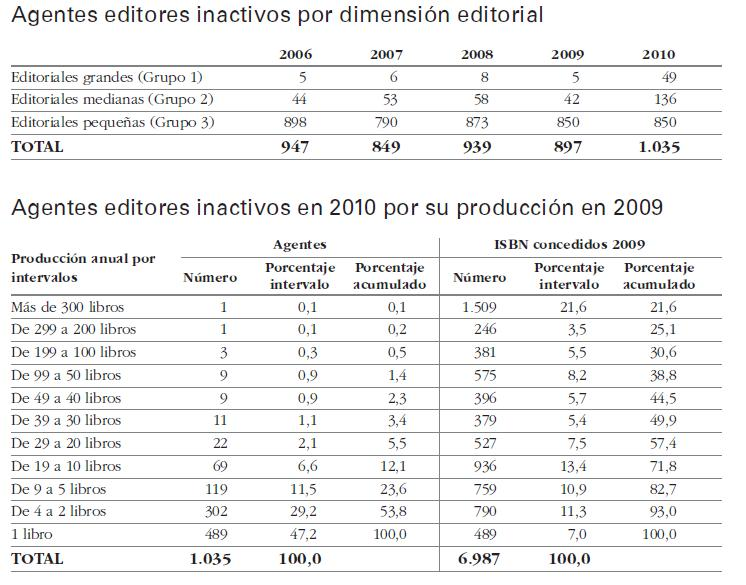 Agentes editores inactivos por dimensión editorial
2006 2007 2008 2009 2010
Editoriales grandes (Grupo 1) 5 6 8 5 49
Editoriales medianas (Grupo 2) 44 53 58 42 136
Editoriales pequeñas (Grupo 3) 898 790 873 850 850
TOTAL 947 849 939 897 1.035
Agentes editores inactivos en 2010 por su producción en 2009
Agentes ISBN concedidos 2009
Producción anual por intervalos Número Porcentaje intervalo Porcentaje acumulado Número Porcentaje intervalo Porcentaje acumulado
Más de 300 libros 1 0,1 0,1 1.509 21,6 21,6
De 299 a 200 libros 1 0,1 0,2 246 3,5 25,1
De 199 a 100 libros 3 0,3 0,5 381 5,5 30,6
De 99 a 50 libros 9 0,9 1,4 575 8,2 38,8
De 49 a 40 libros 9 0,9 2,3 396 5,7 44,5
De 39 a 30 libros 11 1,1 3,4 379 5,4 49,9
De 29 a 20 libros 22 2,1 5,5 527 7,5 57,4
De 19 a 10 libros 69 6,6 12,1 936 13,4 71,8
De 9 a 5 libros 119 11,5 23,6 759 10,9 82,7
De 4 a 2 libros 302 29,2 53,8 790 11,3 93,0
1 libro 489 47,2 100,0 489 7,0 100,0
TOTAL 1.035 100,0 6.987 100,0